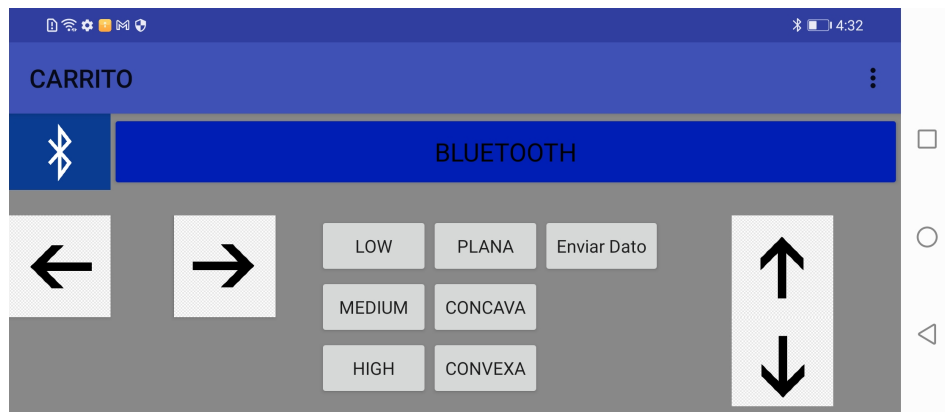 4:32
CARRITO
BLUETOOTH
LOW PLANA Enviar Dato
MEDIUM CONCAVA
HIGH CONVEXA